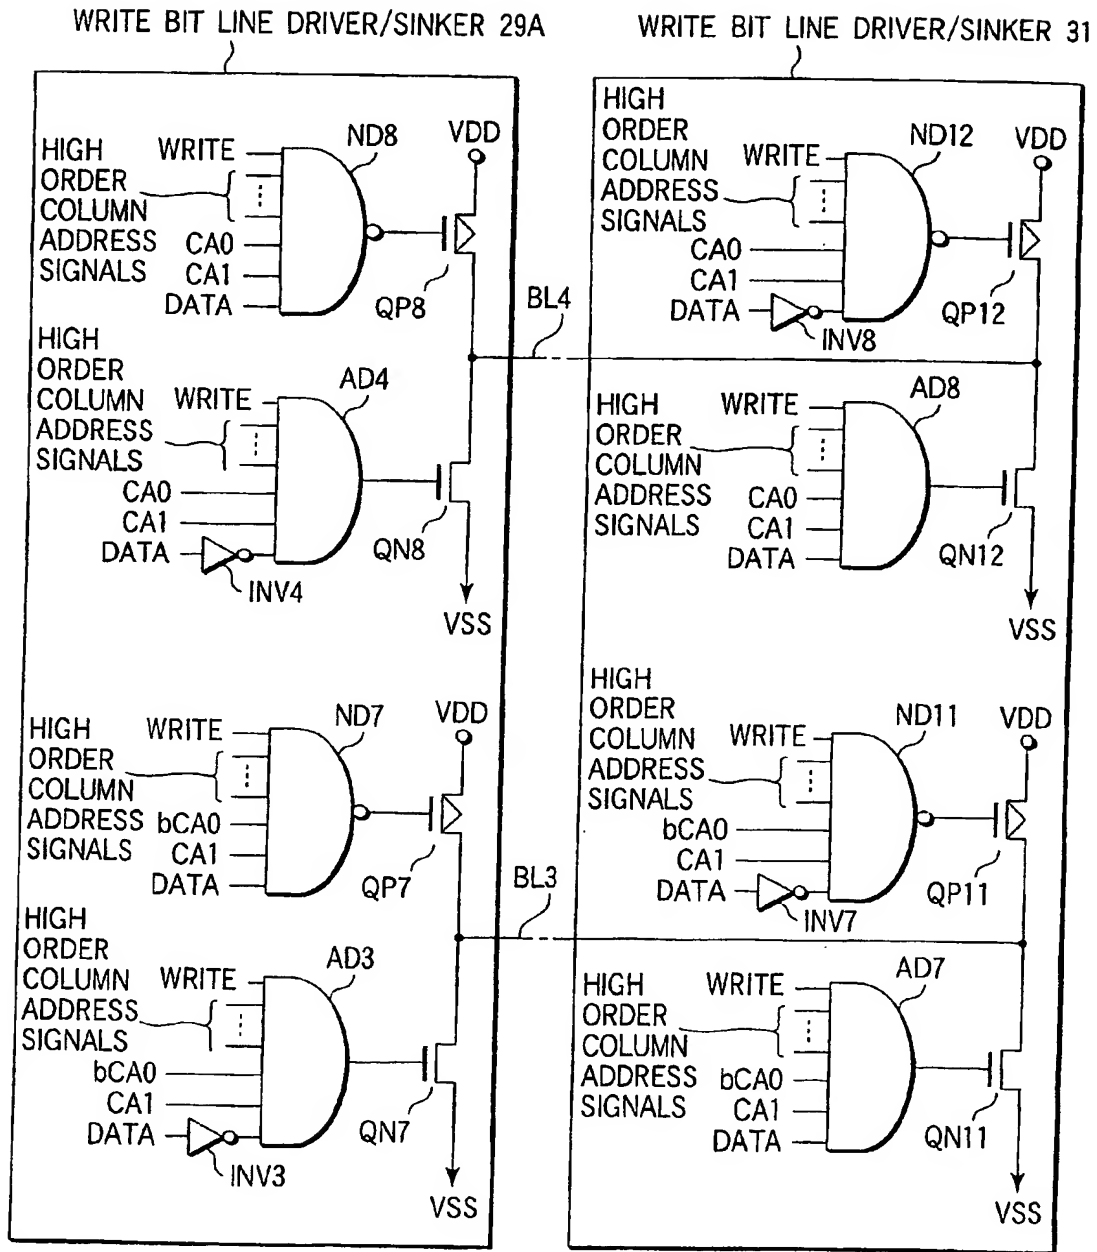 WRITE BIT LINE DRIVER/SINKER 29A
WRITE BIT LINE DRIVER/SINKER 31
HIGH
ORDER
COLUMN
ADDRESS
SIGNALS
WRITE
CA0
CA1
DATA
ND8
VDD
QP8
HIGH
ORDER
COLUMN
ADDRESS
SIGNALS
WRITE
CA0
CA1
DATA
INV4
AD4
QN8
VSS
BL4
HIGH
ORDER
COLUMN
ADDRESS
SIGNALS
WRITE
CA0
CA1
DATA
INV8
ND12
VDD
QP12
HIGH
ORDER
COLUMN
ADDRESS
SIGNALS
WRITE
CA0
CA1
DATA
AD8
QN12
VSS
HIGH
ORDER
COLUMN
ADDRESS
SIGNALS
WRITE
bCA0
CA1
DATA
ND7
VDD
QP7
HIGH
ORDER
COLUMN
ADDRESS
SIGNALS
WRITE
bCA0
CA1
DATA
INV3
AD3
QN7
VSS
BL3
HIGH
ORDER
COLUMN
ADDRESS
SIGNALS
WRITE
bCA0
CA1
DATA
INV7
ND11
VDD
QP11
HIGH
ORDER
COLUMN
ADDRESS
SIGNALS
WRITE
bCA0
CA1
DATA
AD7
QN11
VSS